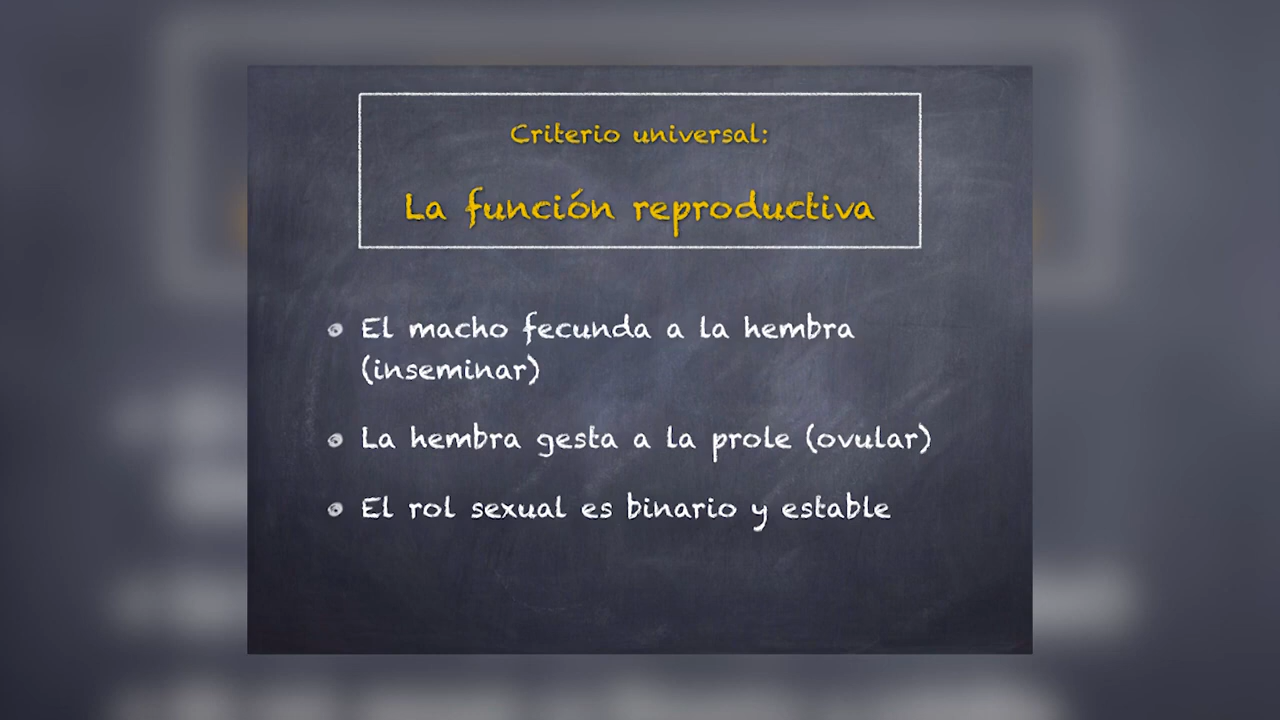 Criterio universal:
La función reproductiva
El macho fecunda a la hembra
(inseminar)
La hembra gesta a la prole (ovular)
El rol sexual es binario y estable